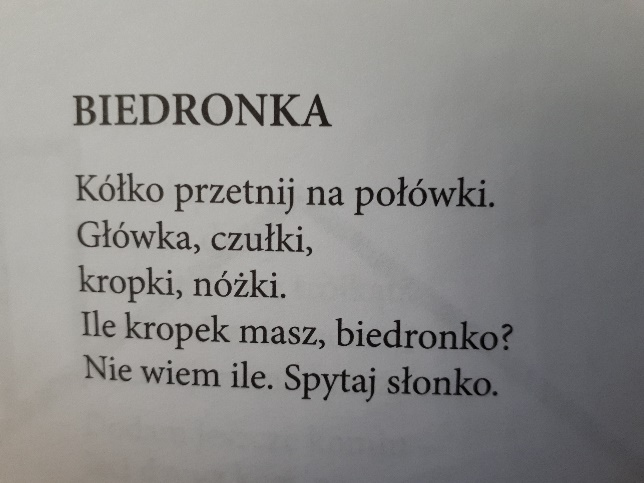 BIEDRONKA
Kółko przetnij na połówki.
Główka, czułki,
kropki, nóżki.
Ile kropek masz, biedronko?
Nie wiem ile. Spytaj słonko.